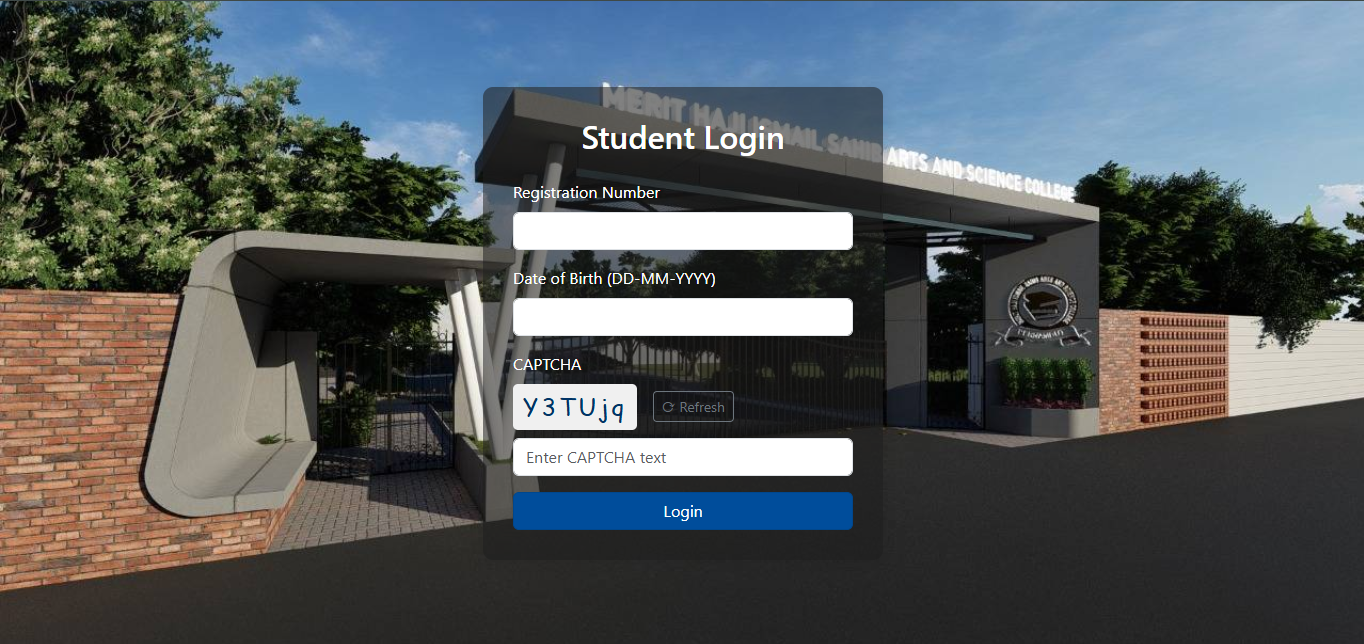 MERIT HAJI ISMAIL SAHIB ARTS AND SCIENCE COLLEGE
Student Login
Registration Number
Date of Birth (DD-MM-YYYY)
CAPTCHA
Y3TUjq
Refresh
Enter CAPTCHA text
Login